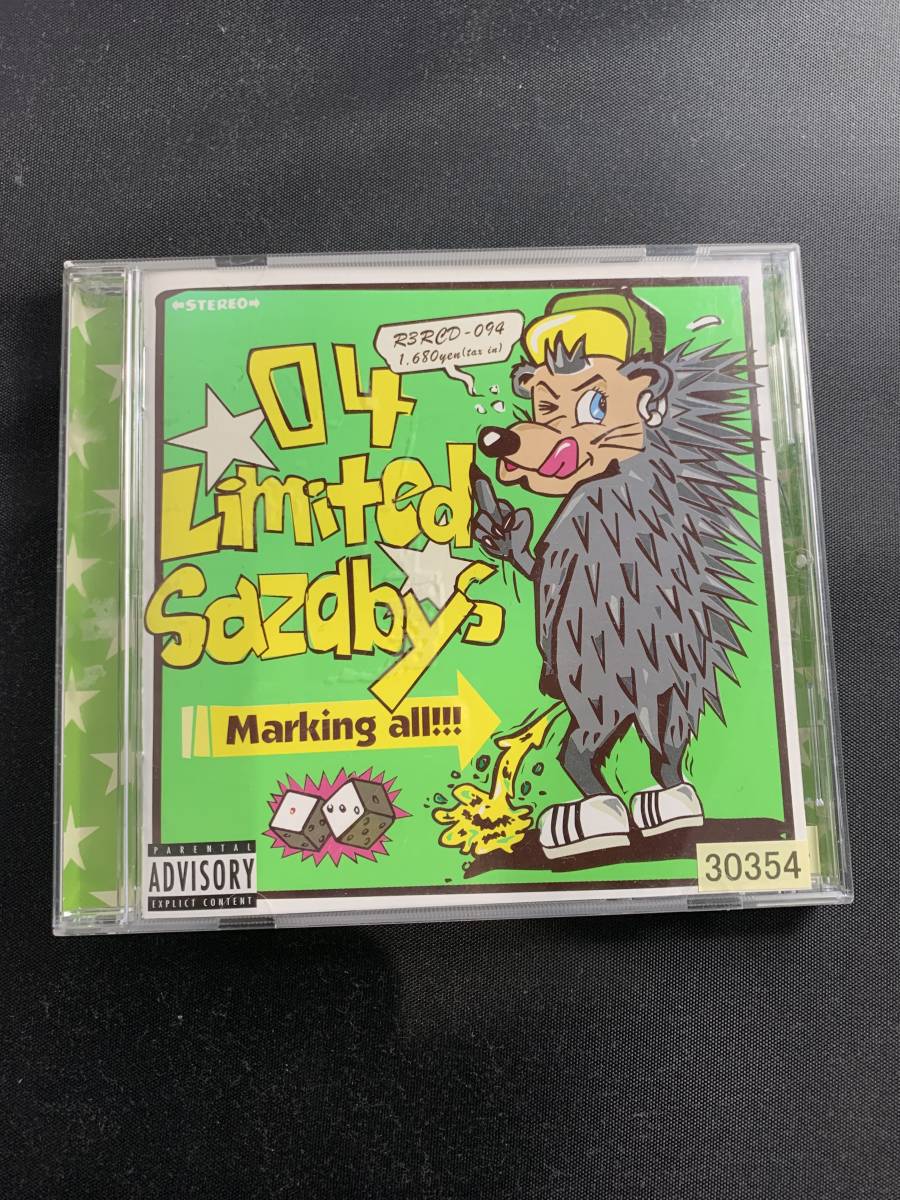 ←STEREO→
R3RCD-094
1,680yen(tax in)
04
Limited
Sazabys
Marking all!!!
PARENTAL
ADVISORY
EXPLICIT CONTENT
30354